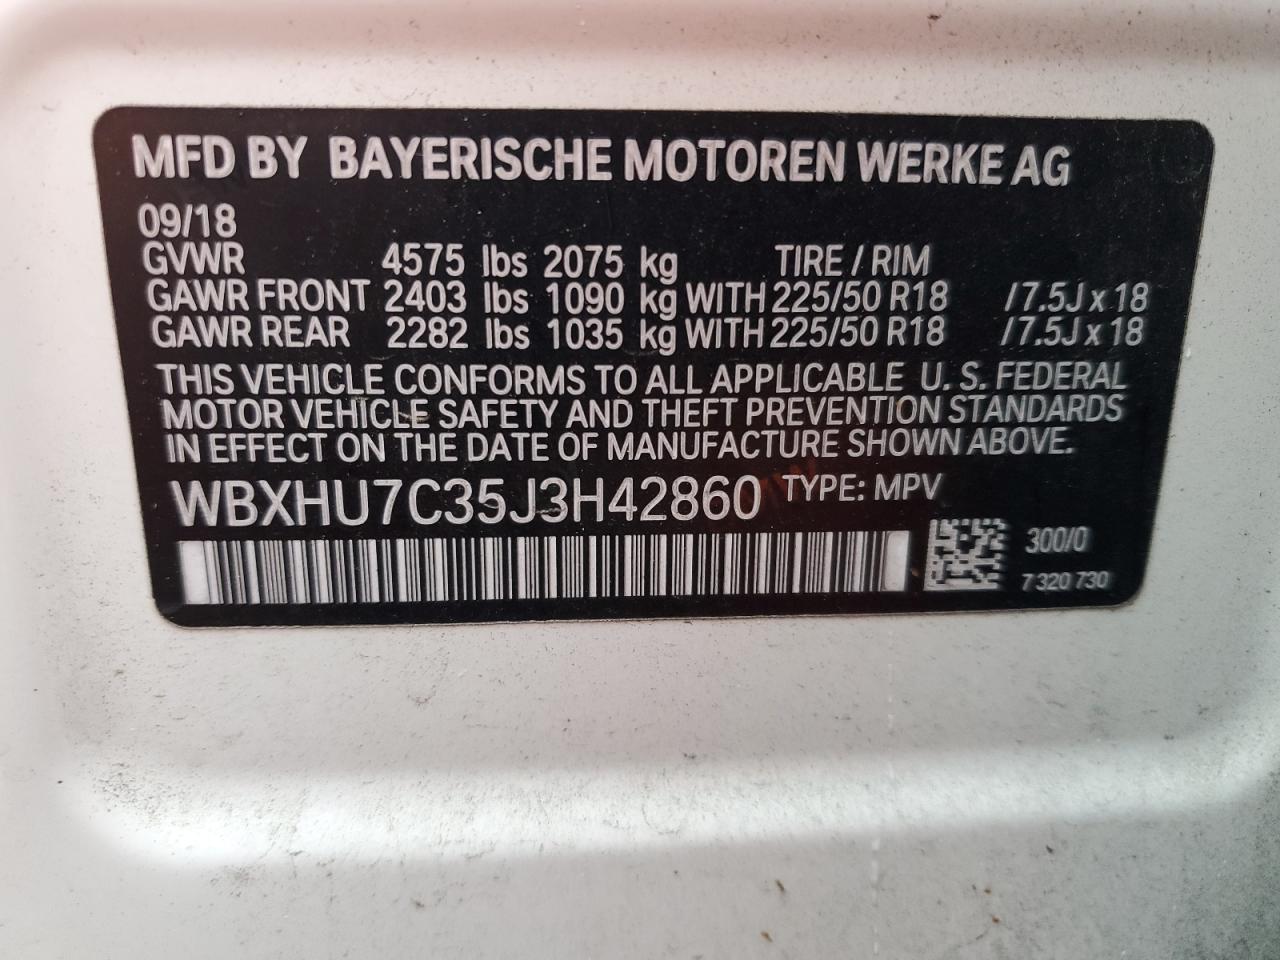 MFD BY BAYERISCHE MOTOREN WERKE AG
09/18
GVWR 4575 lbs 2075 kg TIRE / RIM
GAWR FRONT 2403 lbs 1090 kg WITH 225/50 R18 /7.5J x 18
GAWR REAR 2282 lbs 1035 kg WITH 225/50 R18 /7.5J x 18
THIS VEHICLE CONFORMS TO ALL APPLICABLE U. S. FEDERAL
MOTOR VEHICLE SAFETY AND THEFT PREVENTION STANDARDS
IN EFFECT ON THE DATE OF MANUFACTURE SHOWN ABOVE.
WBXHU7C35J3H42860 TYPE: MPV
300/0
7 320 730